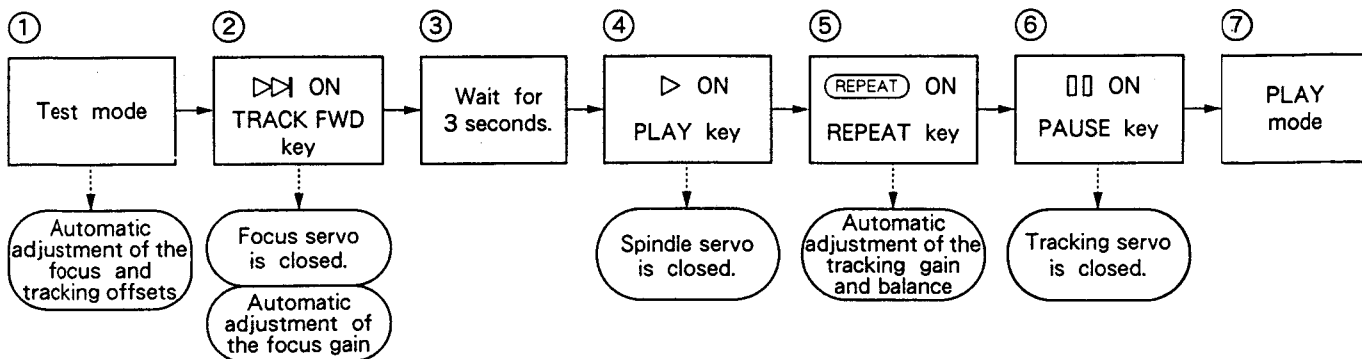 ① ② ③ ④ ⑤ ⑥ ⑦
Test mode
▷▷| ON
TRACK FWD
key
Wait for
3 seconds.
▷ ON
PLAY key
REPEAT ON
REPEAT key
▯▯ ON
PAUSE key
PLAY
mode
Automatic
adjustment of the
focus and
tracking offsets
Focus servo
is closed.
Automatic
adjustment of
the focus gain
Spindle servo
is closed.
Automatic
adjustment of the
tracking gain
and balance
Tracking servo
is closed.